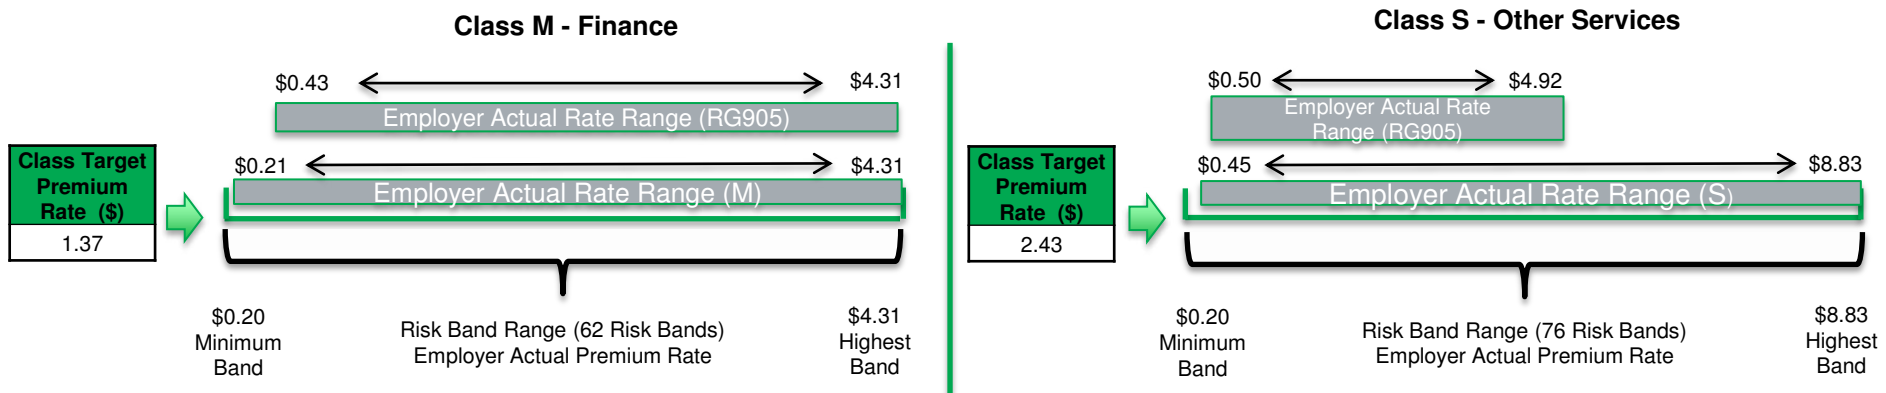 Class M - Finance
$0.43
$4.31
Employer Actual Rate Range (RG905)
$0.21
$4.31
Employer Actual Rate Range (M)
Class Target
Premium
Rate ($)
1.37
$0.20
Minimum
Band
Risk Band Range (62 Risk Bands)
Employer Actual Premium Rate
$4.31
Highest
Band
Class S - Other Services
$0.50
$4.92
Employer Actual Rate
Range (RG905)
$0.45
$8.83
Employer Actual Rate Range (S)
Class Target
Premium
Rate ($)
2.43
$0.20
Minimum
Band
Risk Band Range (76 Risk Bands)
Employer Actual Premium Rate
$8.83
Highest
Band